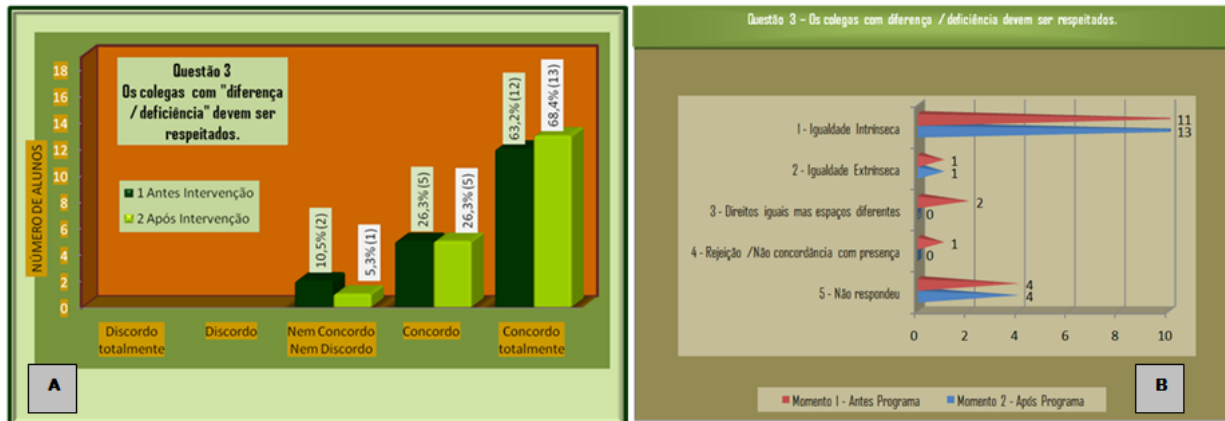 Questão 3
Os colegas com "diferença
/ deficiência" devem ser
respeitados.
NÚMERO DE ALUNOS
18
16
14
12
10
8
6
4
2
0
1 Antes Intervenção
2 Após Intervenção
10,5% (2)
5,3% (1)
26,3% (5)
26,3% (5)
63,2% (12)
68,4% (13)
Discordo
totalmente
Discordo
Nem Concordo
Nem Discordo
Concordo
Concordo
totalmente
A
Questão 3 – Os colegas com diferença / deficiência devem ser respeitados.
1 - Igualdade Intrínseca
11
13
2 - Igualdade Extrínseca
1
1
3 - Direitos iguais mas espaços diferentes
2
0
4 - Rejeição /Não concordância com presença
1
0
5 - Não respondeu
4
4
0
2
4
6
8
10
Momento 1 - Antes Programa
Momento 2 - Após Programa
B